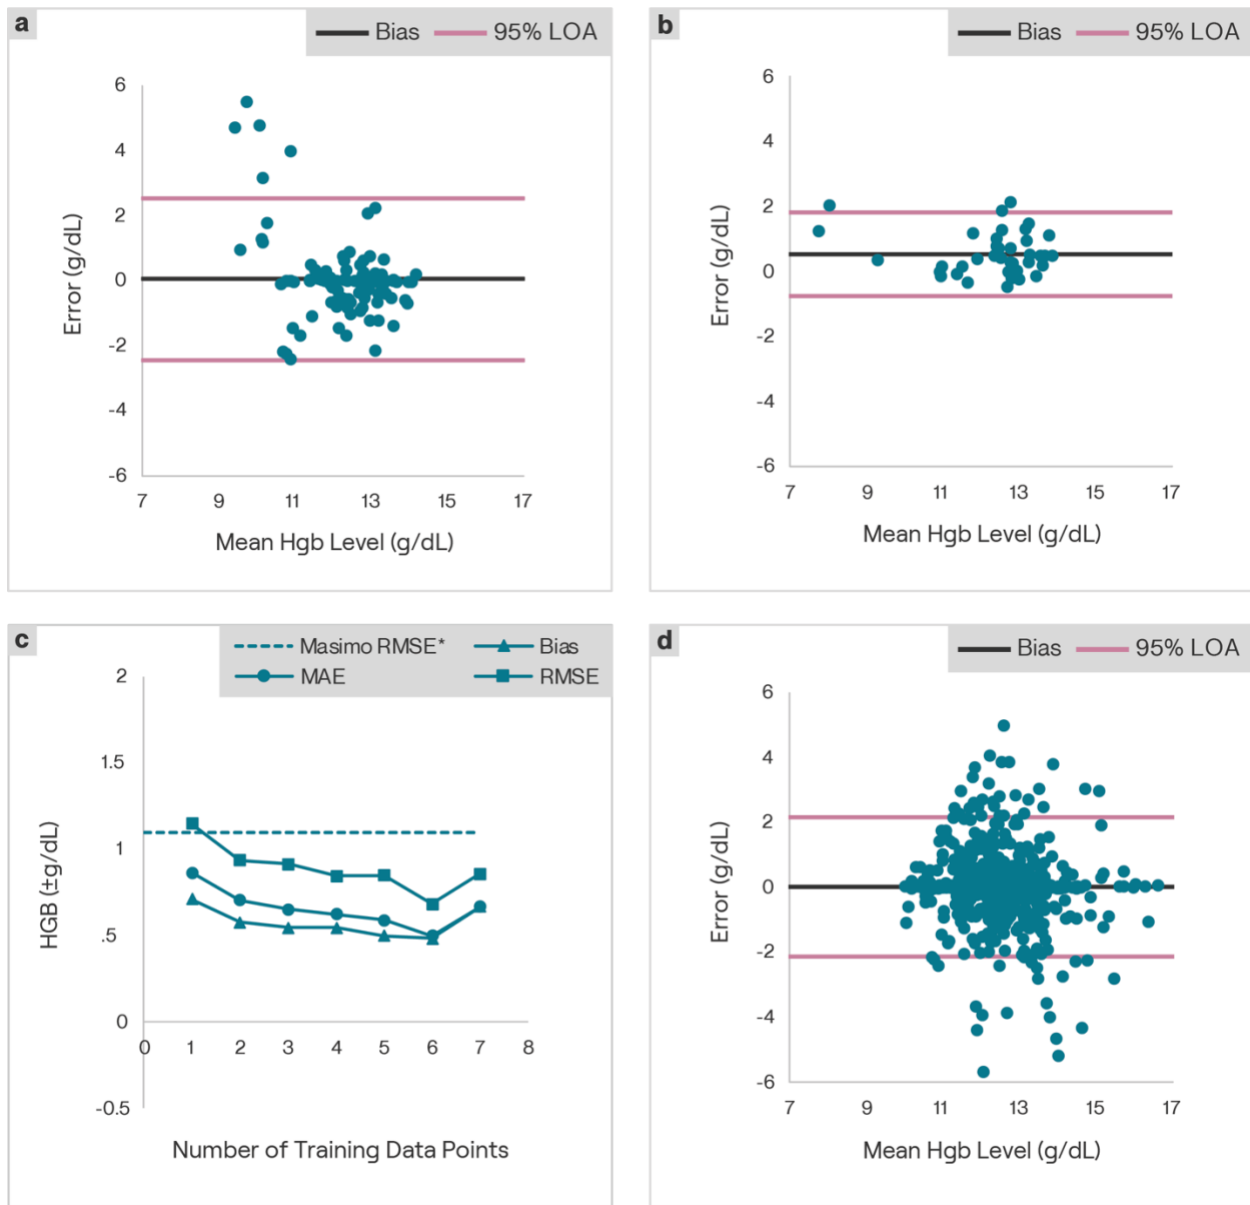 a
Bias 95% LOA
6
4
2
0
-2
-4
-6
Error (g/dL)
7 9 11 13 15 17
Mean Hgb Level (g/dL)
b
Bias 95% LOA
6
4
2
0
-2
-4
-6
Error (g/dL)
7 9 11 13 15 17
Mean Hgb Level (g/dL)
c
Masimo RMSE* Bias
MAE RMSE
2
1.5
1
.5
0
-0.5
HGB (±g/dL)
0 1 2 3 4 5 6 7 8
Number of Training Data Points
d
Bias 95% LOA
6
4
2
0
-2
-4
-6
Error (g/dL)
7 9 11 13 15 17
Mean Hgb Level (g/dL)